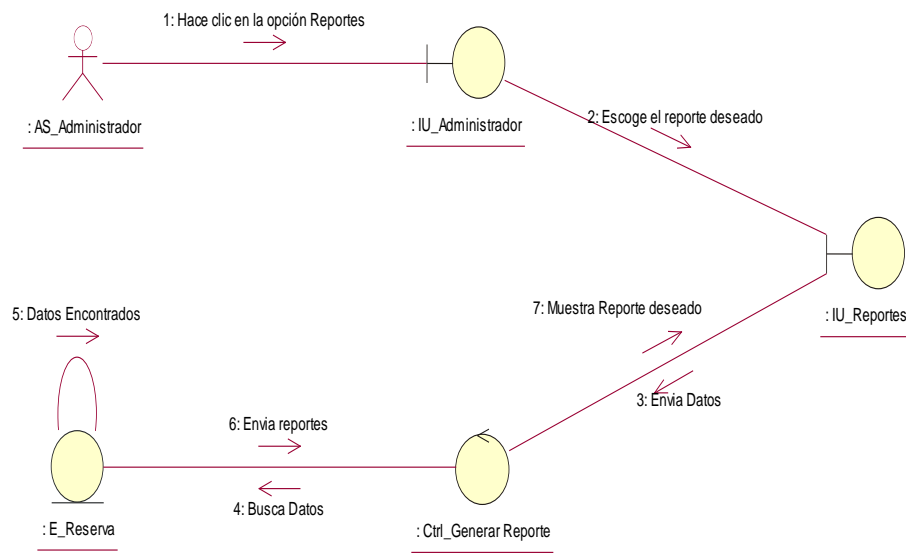 1: Hace clic en la opción Reportes
: AS_Administrador
: IU_Administrador
2: Escoge el reporte deseado
: IU_Reportes
5: Datos Encontrados
7: Muestra Reporte deseado
3: Envia Datos
6: Envia reportes
4: Busca Datos
: E_Reserva
: Ctrl_Generar Reporte